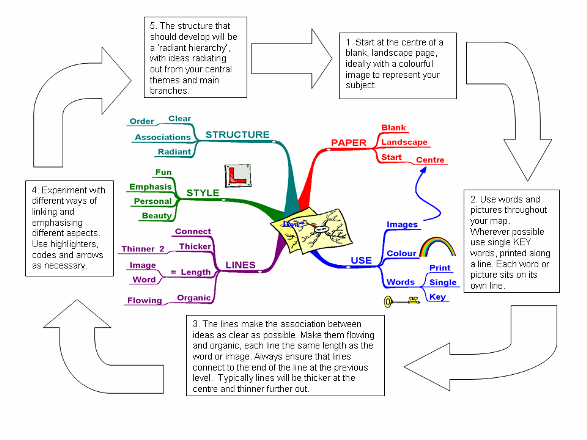 5. The structure that
should develop will be
a 'radiant hierarchy',
with ideas radiating
out from your central
themes and main
branches.
1. Start at the centre of a
blank, landscape page,
ideally with a colourful
image to represent your
subject.
Order
Clear
Associations
Radiant
STRUCTURE
PAPER
Blank
Landscape
Start
Centre
Fun
Emphasis
Personal
Beauty
STYLE
L
4. Experiment with
different ways of
linking and
emphasising
different aspects.
Use highlighters,
codes and arrows
as necessary.
2. Use words and
pictures throughout
your map.
Wherever possible
use single KEY
words, printed along
a line. Each word or
picture sits on its
own line.
Connect
Thinner 2 Thicker
Image
Word
= Length
Flowing
Organic
LINES
USE
Images
Colour
Words
Print
Single
Key
3. The lines make the association between
ideas as clear as possible. Make them flowing
and organic, each line the same length as the
word or image. Always ensure that lines
connect to the end of the line at the previous
level. Typically lines will be thicker at the
centre and thinner further out.